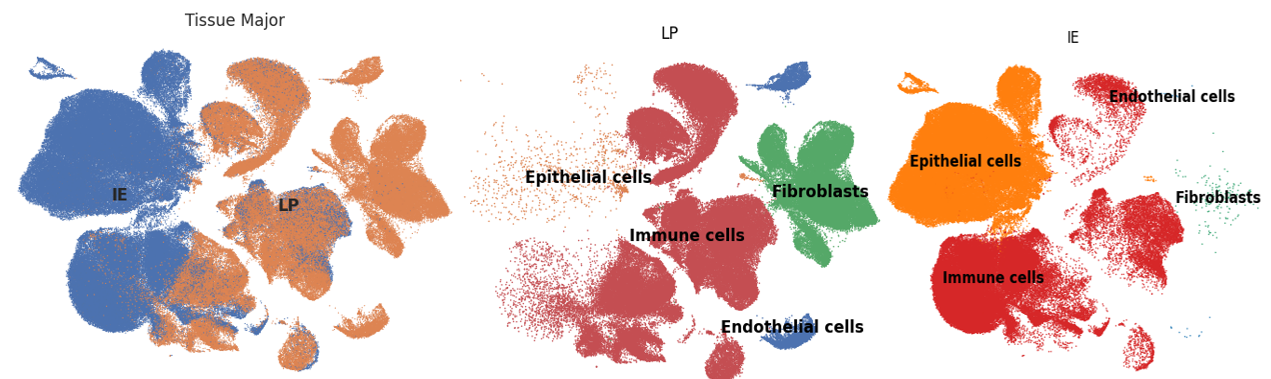 Tissue Major
IE
LP
LP
Epithelial cells
Fibroblasts
Immune cells
Endothelial cells
IE
Endothelial cells
Epithelial cells
Fibroblasts
Immune cells